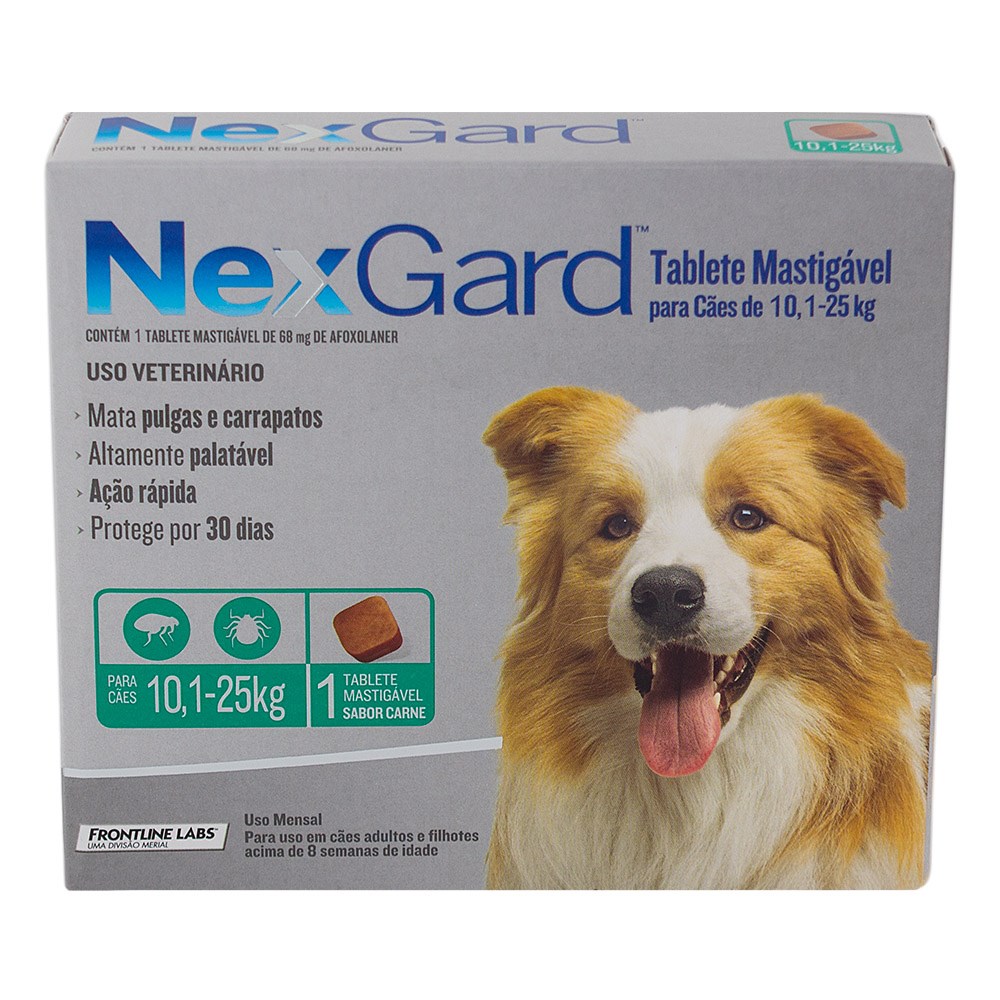 NexGard™
CONTÉM 1 TABLETE MASTIGÁVEL DE 68 mg DE AFOXOLANER
10,1-25kg
NexGard™
Tablete Mastigável
para Cães de 10,1-25 kg
CONTÉM 1 TABLETE MASTIGÁVEL DE 68 mg DE AFOXOLANER
USO VETERINÁRIO
› Mata pulgas e carrapatos
› Altamente palatável
› Ação rápida
› Protege por 30 dias
PARA
CÃES
10,1-25kg
1
TABLETE
MASTIGÁVEL
SABOR CARNE
FRONTLINE LABS
UMA DIVISÃO MERIAL
Uso Mensal
Para uso em cães adultos e filhotes
acima de 8 semanas de idade